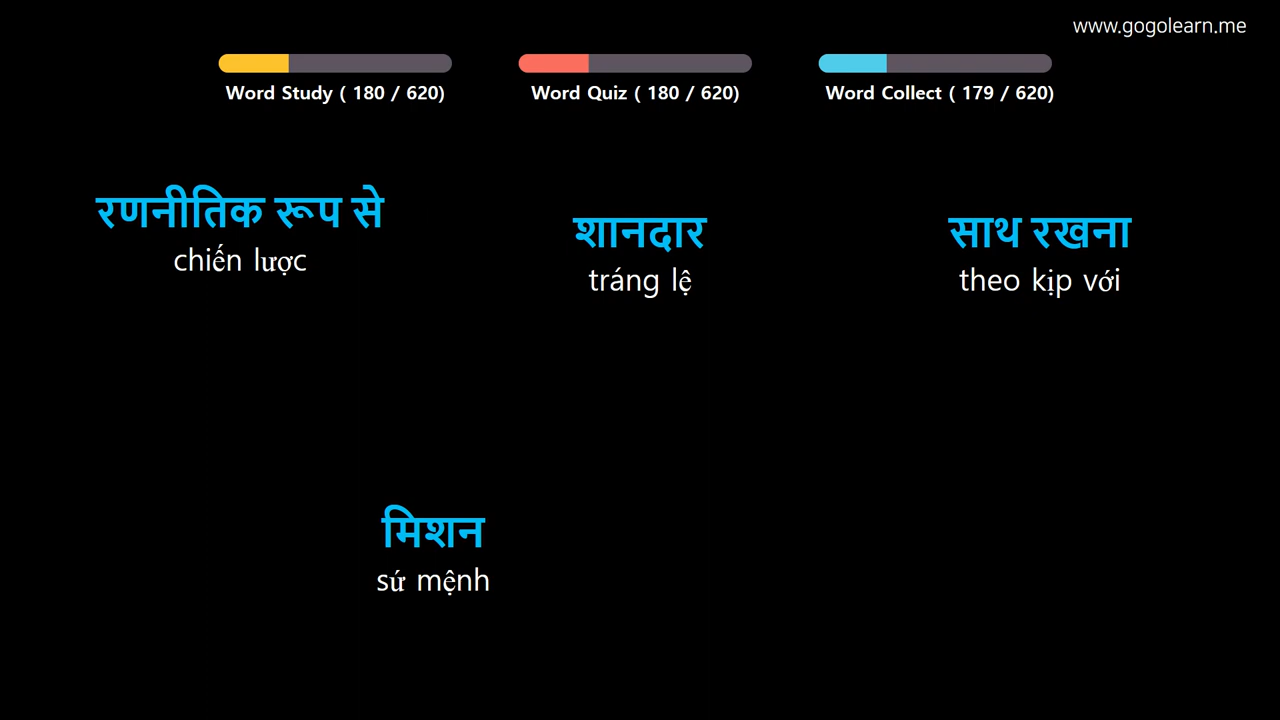 www.gogolearn.me
Word Study ( 180 / 620)
Word Quiz ( 180 / 620)
Word Collect ( 179 / 620)
रणनीतिक रूप से
chiến lược
शानदार
tráng lệ
साथ रखना
theo kịp với
मिशन
sứ mệnh